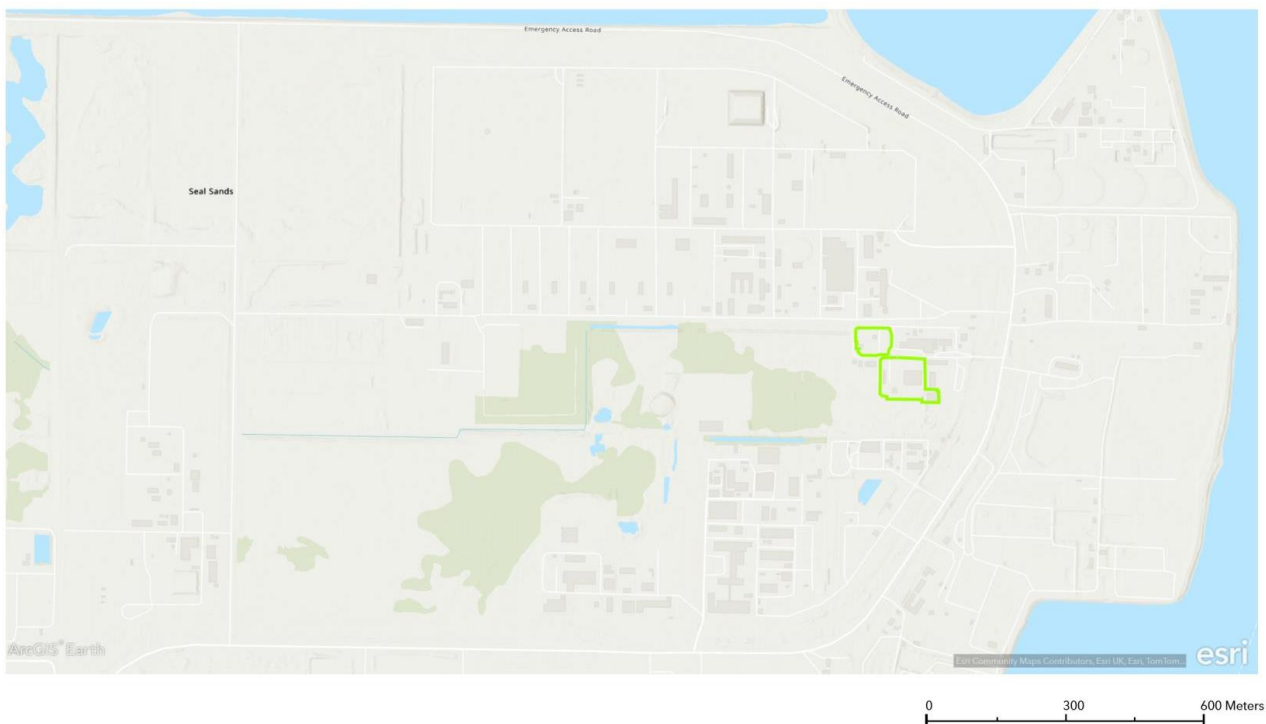 Emergency Access Road
Emergency Access Road
Seal Sands
ArcGIS® Earth
Esri Community Maps Contributors, Esri UK, Esri, TomTom...
esri
0 300 600 Meters